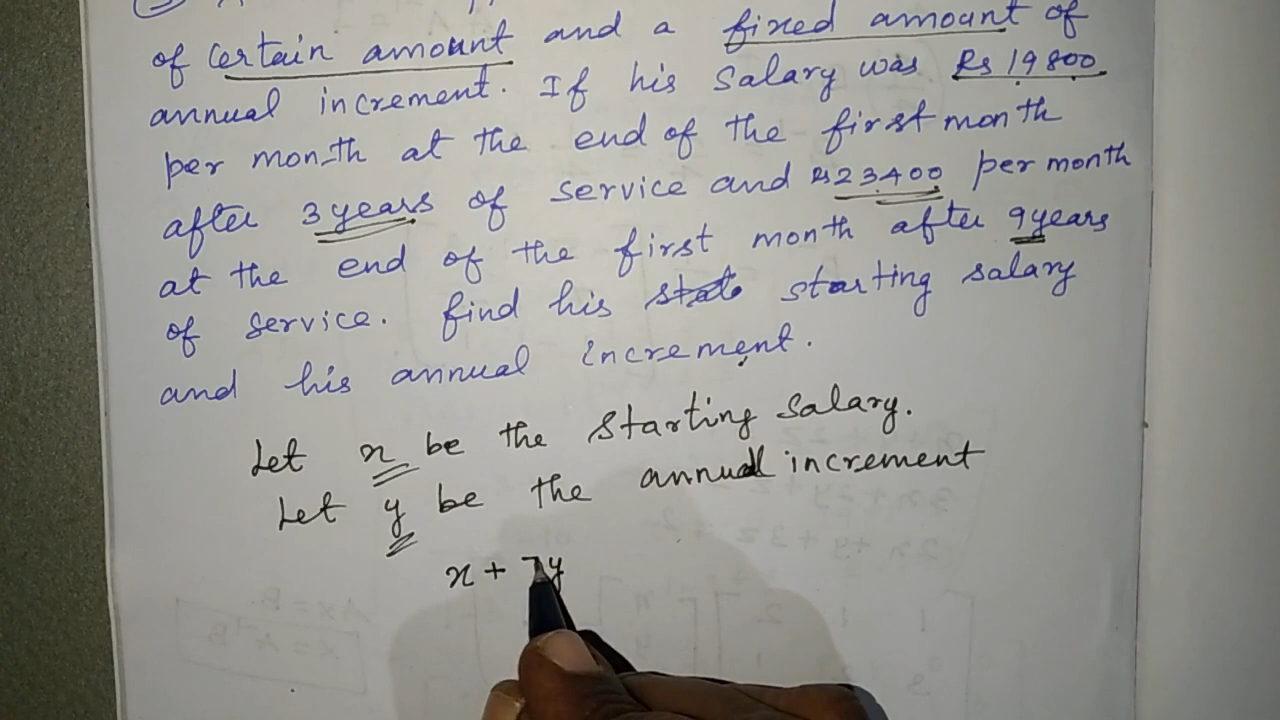 of certain amount and a fixed amount of
annual increment. If his salary was Rs 19800
per month at the end of the first month
after 3 years of service and Rs 23400 per month
at the end of the first month after 9 years
of service. find his starting salary
and his annual increment.
Let x be the starting salary.
Let y be the annual increment
x + y